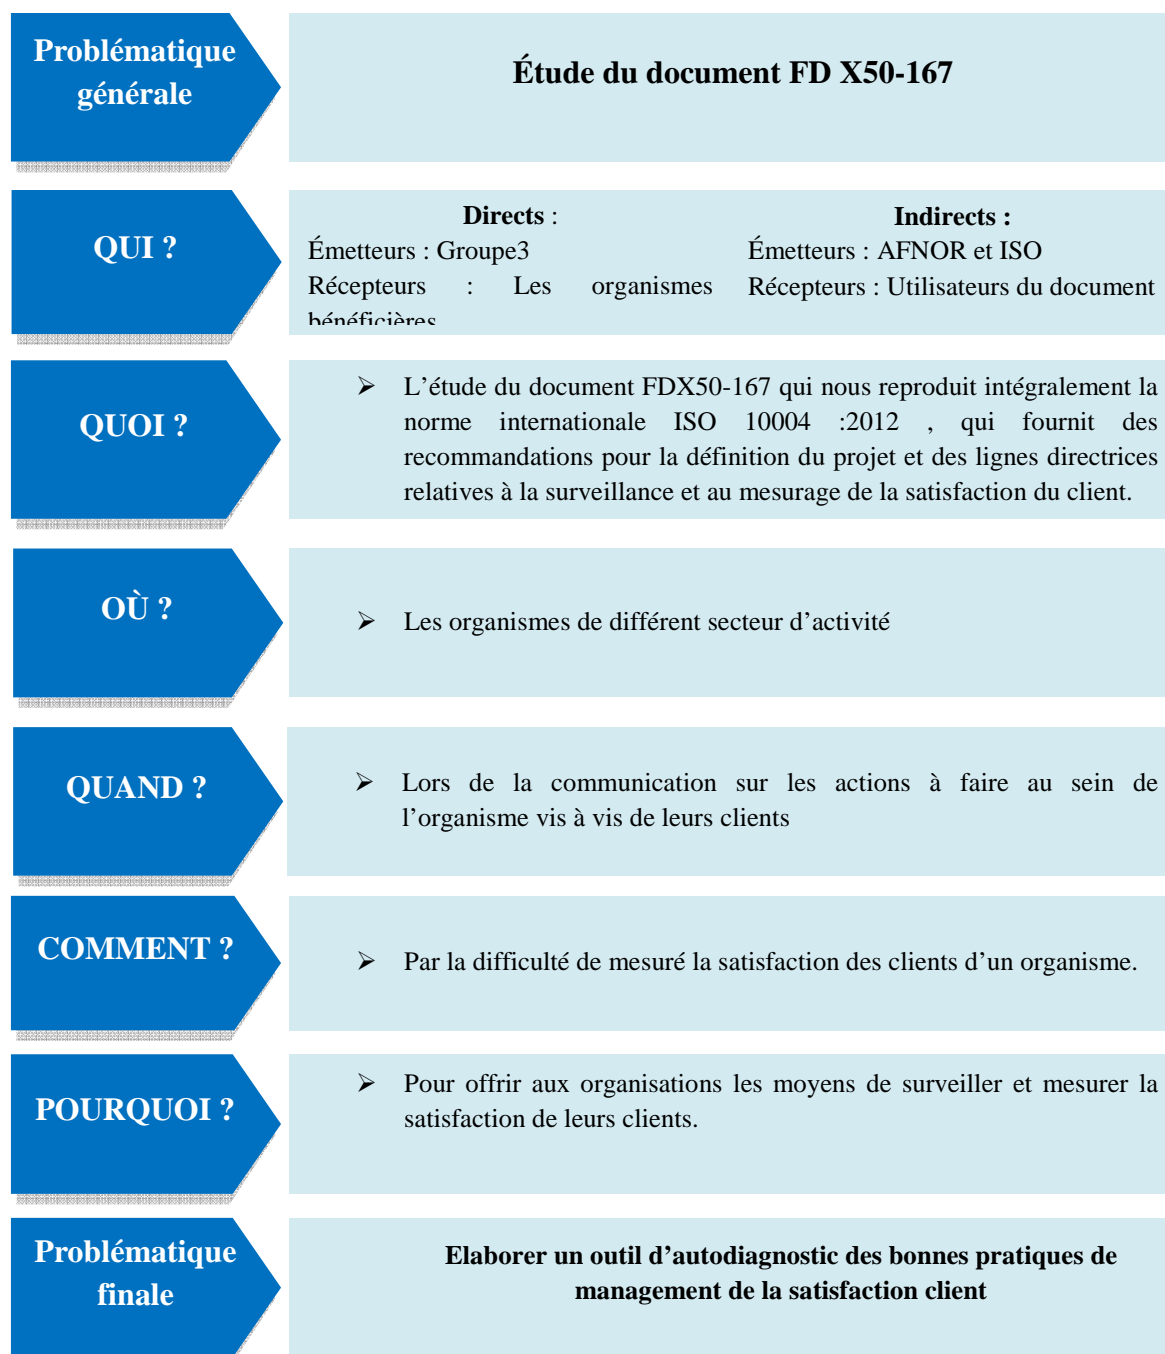 Problématique
générale
Étude du document FD X50-167
QUI ?
Directs :
Émetteurs : Groupe3
Récepteurs : Les organismes
bénéficières
Indirects :
Émetteurs : AFNOR et ISO
Récepteurs : Utilisateurs du document
QUOI ?
➢ L’étude du document FDX50-167 qui nous reproduit intégralement la
norme internationale ISO 10004 :2012 , qui fournit des
recommandations pour la définition du projet et des lignes directrices
relatives à la surveillance et au mesurage de la satisfaction du client.
OÙ ?
➢ Les organismes de différent secteur d’activité
QUAND ?
➢ Lors de la communication sur les actions à faire au sein de
l’organisme vis à vis de leurs clients
COMMENT ?
➢ Par la difficulté de mesuré la satisfaction des clients d’un organisme.
POURQUOI ?
➢ Pour offrir aux organisations les moyens de surveiller et mesurer la
satisfaction de leurs clients.
Problématique
finale
Elaborer un outil d’autodiagnostic des bonnes pratiques de
management de la satisfaction client